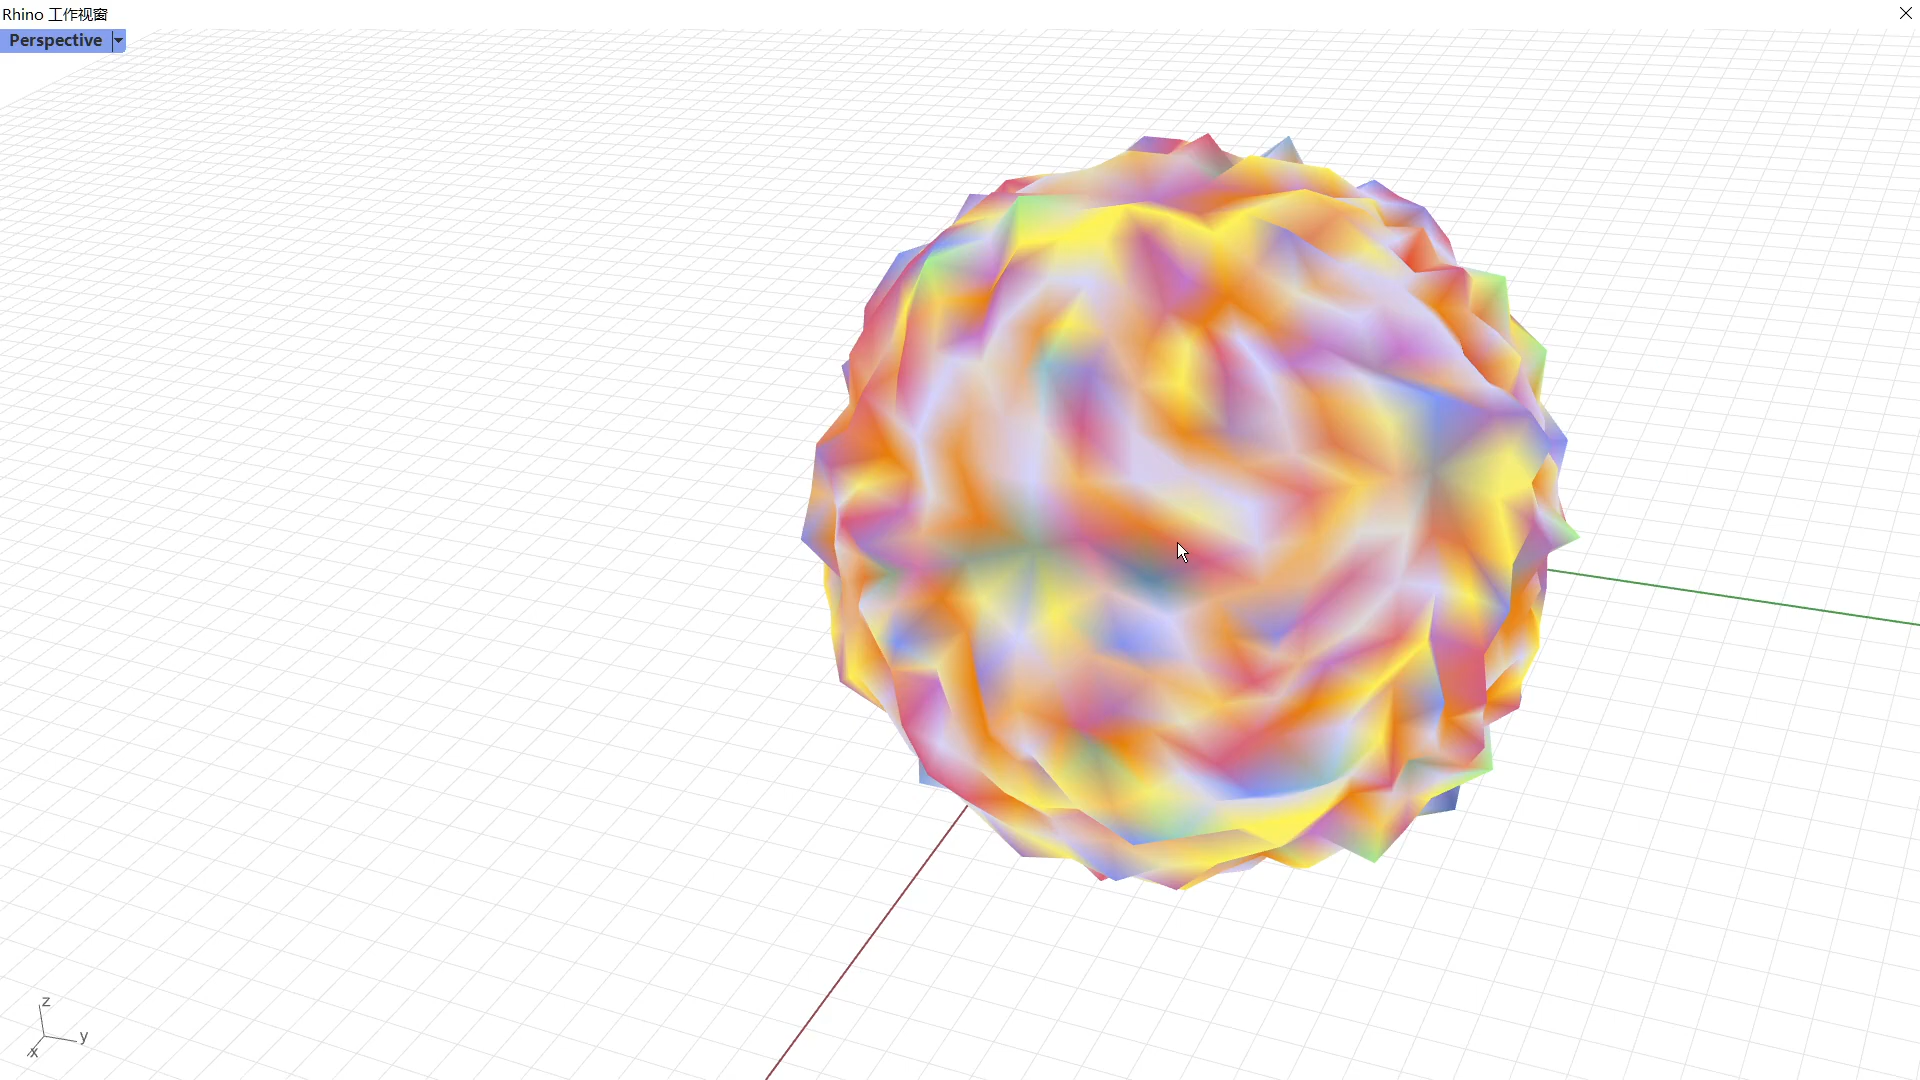 Rhino 工作视窗
Perspective
z
y
x